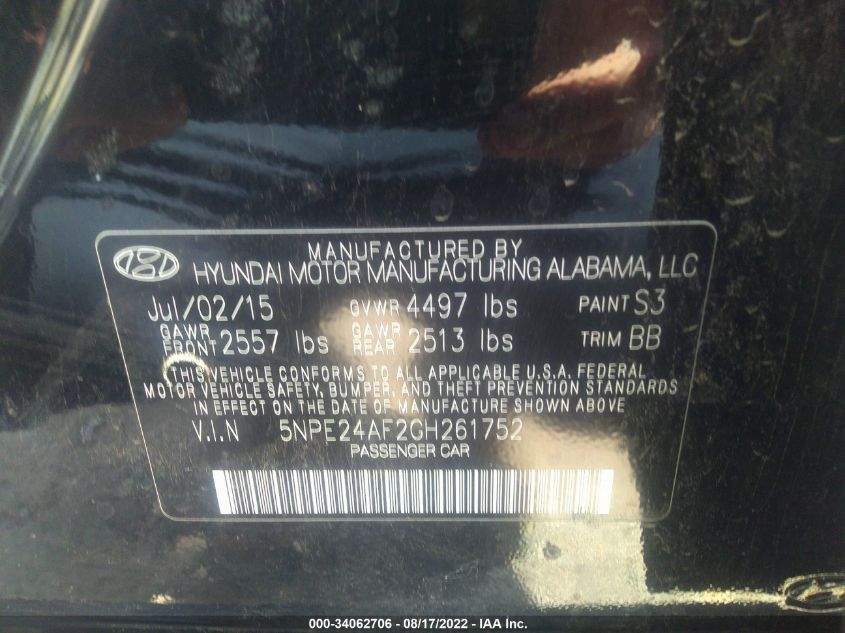 MANUFACTURED BY
HYUNDAI MOTOR MANUFACTURING ALABAMA, LLC
Jul/02/15 GVWR 4497 lbs PAINT S3
GAWR FRONT 2557 lbs GAWR REAR 2513 lbs TRIM BB
THIS VEHICLE CONFORMS TO ALL APPLICABLE U.S.A. FEDERAL
MOTOR VEHICLE SAFETY, BUMPER, AND THEFT PREVENTION STANDARDS
IN EFFECT ON THE DATE OF MANUFACTURE SHOWN ABOVE
V.I.N 5NPE24AF2GH261752
PASSENGER CAR
000-34062706 - 08/17/2022 - IAA Inc.